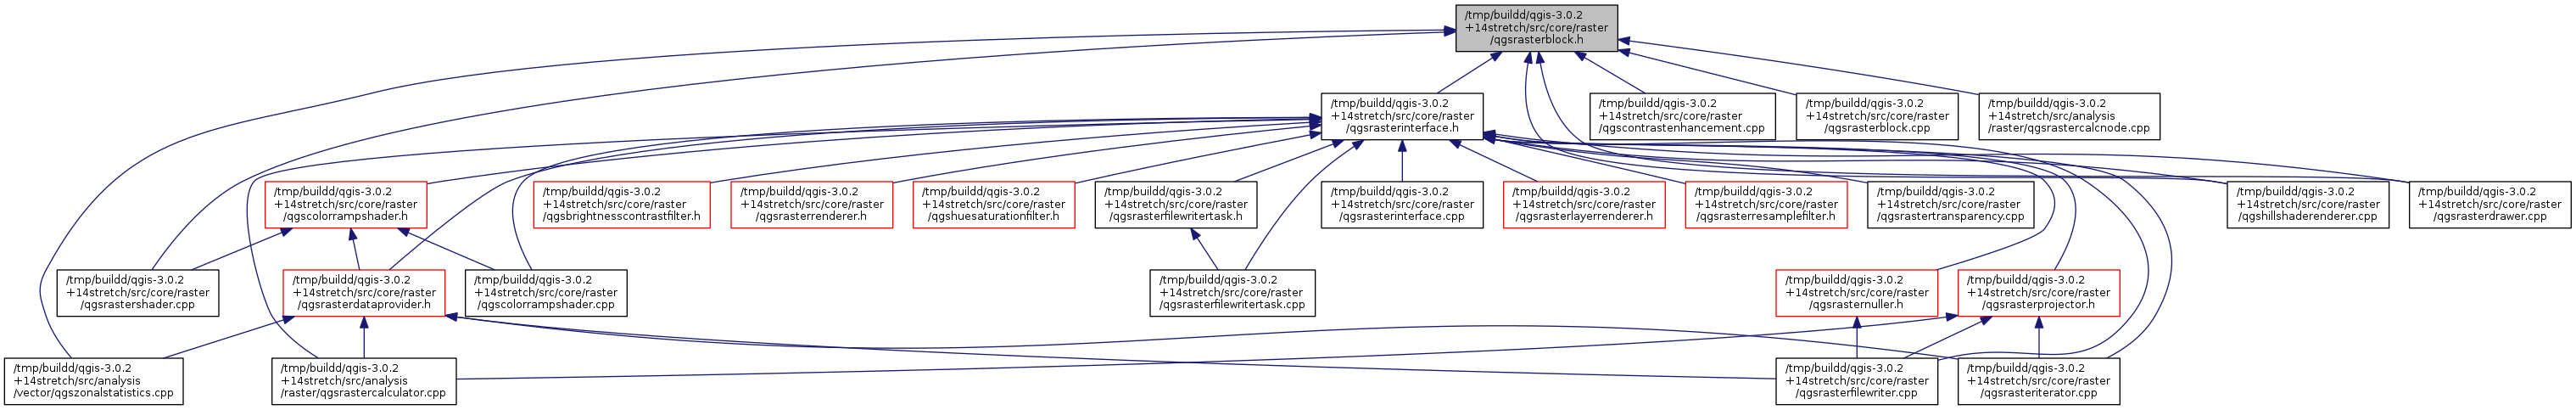 /tmp/buildd/qgis-3.0.2
+14stretch/src/core/raster
/qgsrasterblock.h
/tmp/buildd/qgis-3.0.2
+14stretch/src/core/raster
/qgsrasterinterface.h
/tmp/buildd/qgis-3.0.2
+14stretch/src/core/raster
/qgscontrastenhancement.cpp
/tmp/buildd/qgis-3.0.2
+14stretch/src/core/raster
/qgsrasterblock.cpp
/tmp/buildd/qgis-3.0.2
+14stretch/src/analysis
/raster/qgsrastercalcnode.cpp
/tmp/buildd/qgis-3.0.2
+14stretch/src/core/raster
/qgscolorrampshader.h
/tmp/buildd/qgis-3.0.2
+14stretch/src/core/raster
/qgsbrightnesscontrastfilter.h
/tmp/buildd/qgis-3.0.2
+14stretch/src/core/raster
/qgsrasterrenderer.h
/tmp/buildd/qgis-3.0.2
+14stretch/src/core/raster
/qgshuesaturationfilter.h
/tmp/buildd/qgis-3.0.2
+14stretch/src/core/raster
/qgsrasterfilewritertask.h
/tmp/buildd/qgis-3.0.2
+14stretch/src/core/raster
/qgsrasterinterface.cpp
/tmp/buildd/qgis-3.0.2
+14stretch/src/core/raster
/qgsrasterlayerrenderer.h
/tmp/buildd/qgis-3.0.2
+14stretch/src/core/raster
/qgsrasterresamplefilter.h
/tmp/buildd/qgis-3.0.2
+14stretch/src/core/raster
/qgsrastertransparency.cpp
/tmp/buildd/qgis-3.0.2
+14stretch/src/core/raster
/qgshillshaderenderer.cpp
/tmp/buildd/qgis-3.0.2
+14stretch/src/core/raster
/qgsrasterdrawer.cpp
/tmp/buildd/qgis-3.0.2
+14stretch/src/core/raster
/qgsrastershader.cpp
/tmp/buildd/qgis-3.0.2
+14stretch/src/core/raster
/qgsrasterdataprovider.h
/tmp/buildd/qgis-3.0.2
+14stretch/src/core/raster
/qgscolorrampshader.cpp
/tmp/buildd/qgis-3.0.2
+14stretch/src/core/raster
/qgsrasterfilewritertask.cpp
/tmp/buildd/qgis-3.0.2
+14stretch/src/core/raster
/qgsrasternuller.h
/tmp/buildd/qgis-3.0.2
+14stretch/src/core/raster
/qgsrasterprojector.h
/tmp/buildd/qgis-3.0.2
+14stretch/src/analysis
/vector/qgszonalstatistics.cpp
/tmp/buildd/qgis-3.0.2
+14stretch/src/analysis
/raster/qgsrastercalculator.cpp
/tmp/buildd/qgis-3.0.2
+14stretch/src/core/raster
/qgsrasterfilewriter.cpp
/tmp/buildd/qgis-3.0.2
+14stretch/src/core/raster
/qgsrasteriterator.cpp